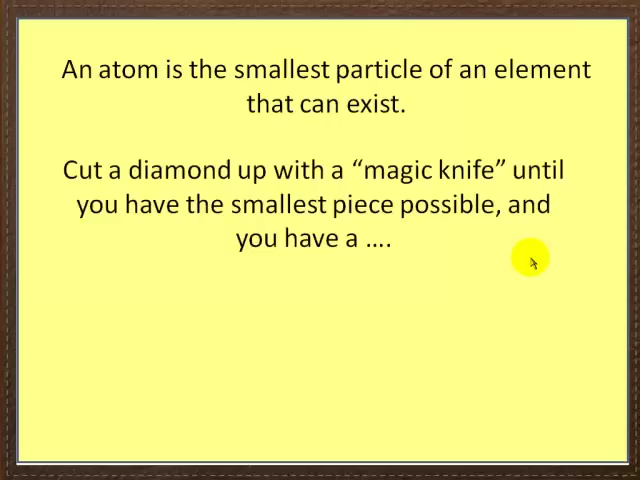 An atom is the smallest particle of an element
that can exist.
Cut a diamond up with a “magic knife” until
you have the smallest piece possible, and
you have a ....